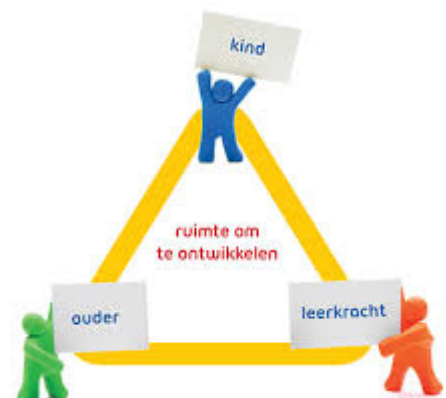 kind
ruimte om
te ontwikkelen
ouder
leerkracht